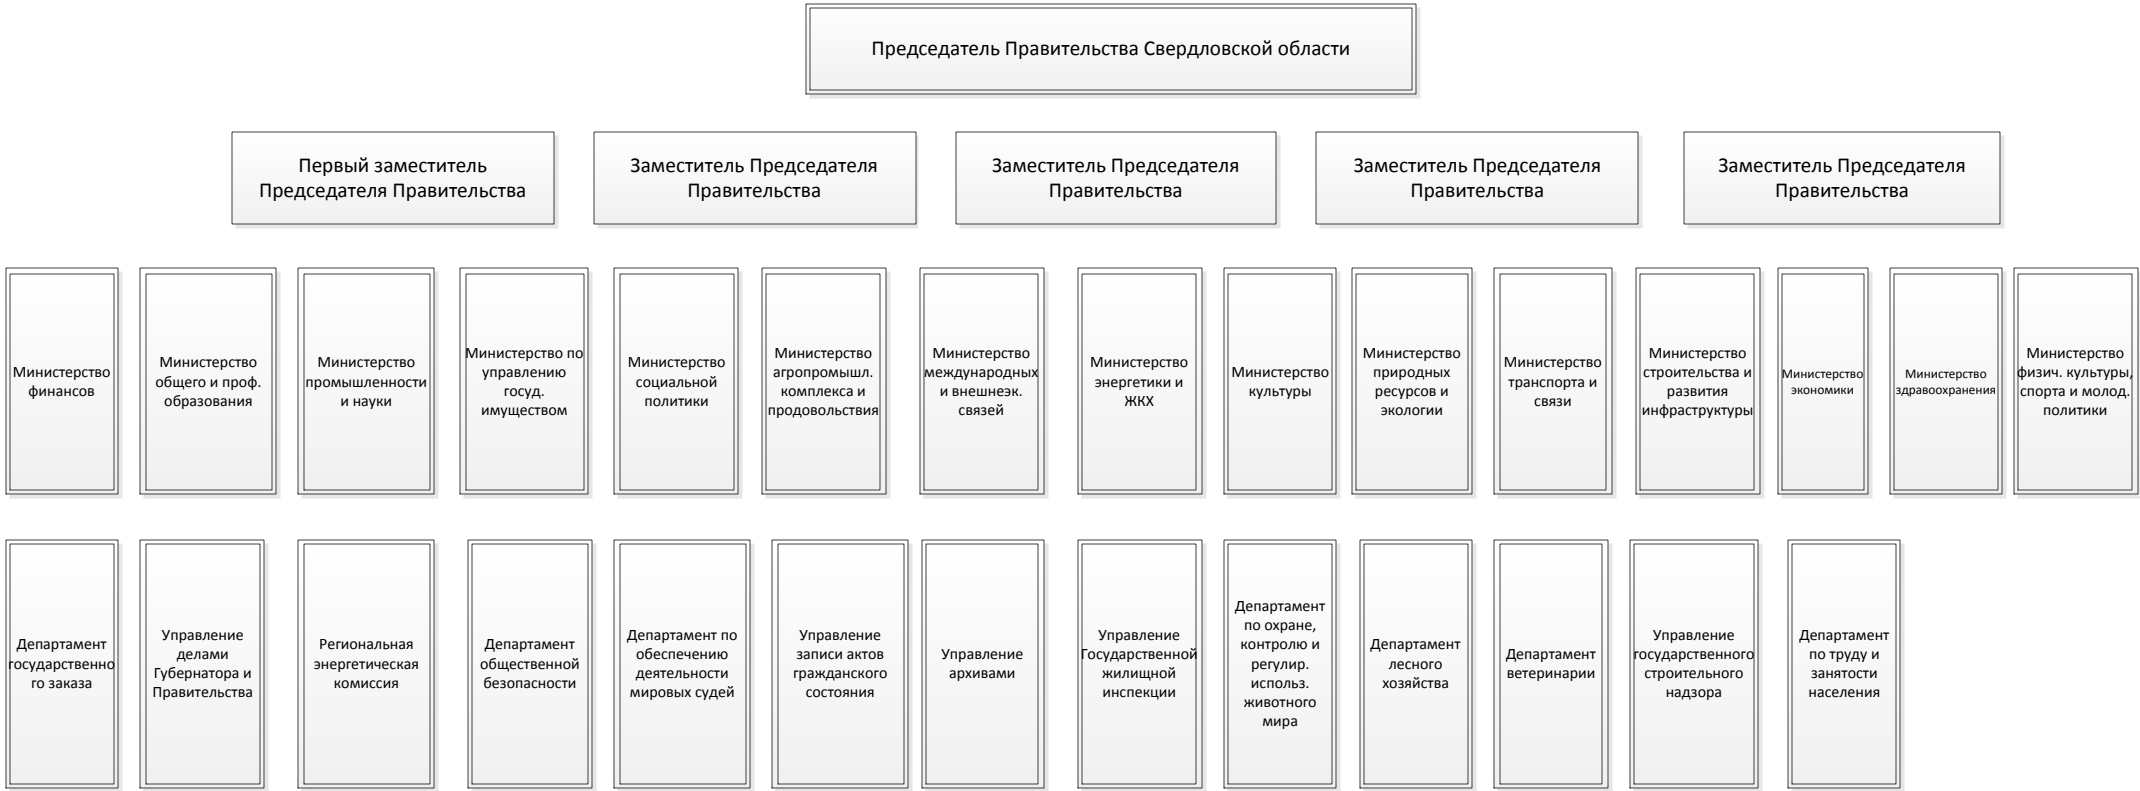 Председатель Правительства Свердловской области
Первый заместитель
Председателя Правительства
Заместитель Председателя
Правительства
Заместитель Председателя
Правительства
Заместитель Председателя
Правительства
Заместитель Председателя
Правительства
Министерство
финансов
Министерство
общего и проф.
образования
Министерство
промышленности
и науки
Министерство по
управлению
госуд.
имуществом
Министерство
социальной
политики
Министерство
агропромышл.
комплекса и
продовольствия
Министерство
международных
и внешнеэк.
связей
Министерство
энергетики и
ЖКХ
Министерство
культуры
Министерство
природных
ресурсов и
экологии
Министерство
транспорта и
связи
Министерство
строительства и
развития
инфраструктуры
Министерство
экономики
Министерство
здравоохранения
Министерство
физич. культуры,
спорта и молод.
политики
Департамент
государственно
го заказа
Управление
делами
Губернатора и
Правительства
Региональная
энергетическая
комиссия
Департамент
общественной
безопасности
Департамент по
обеспечению
деятельности
мировых судей
Управление
записи актов
гражданского
состояния
Управление
архивами
Управление
Государственной
жилищной
инспекции
Департамент
по охране,
контролю и
регулир.
использ.
животного
мира
Департамент
лесного
хозяйства
Департамент
ветеринарии
Управление
государственного
строительного
надзора
Департамент
по труду и
занятости
населения